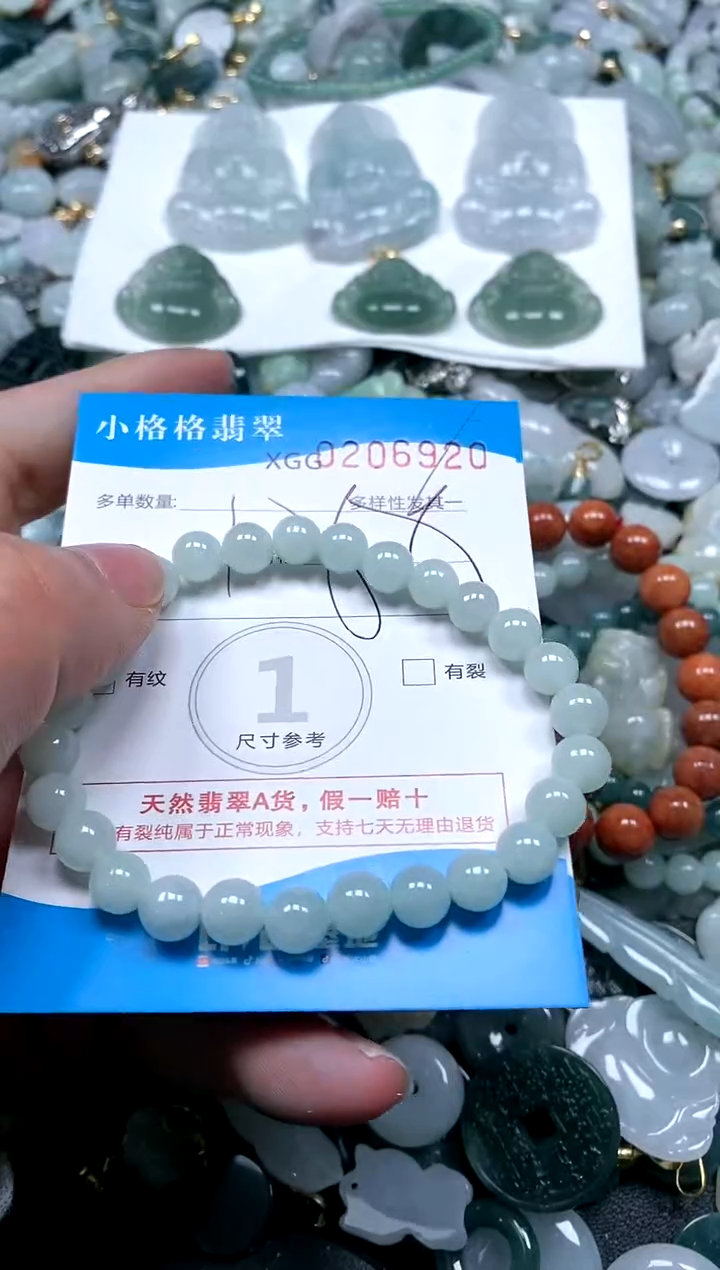 小格格翡翠
XGG0206920
多单数量: 多样性发其一
有纹
有裂
1
尺寸参考
天然翡翠A货，假一赔十
有裂纯属于正常现象，支持七天无理由退货